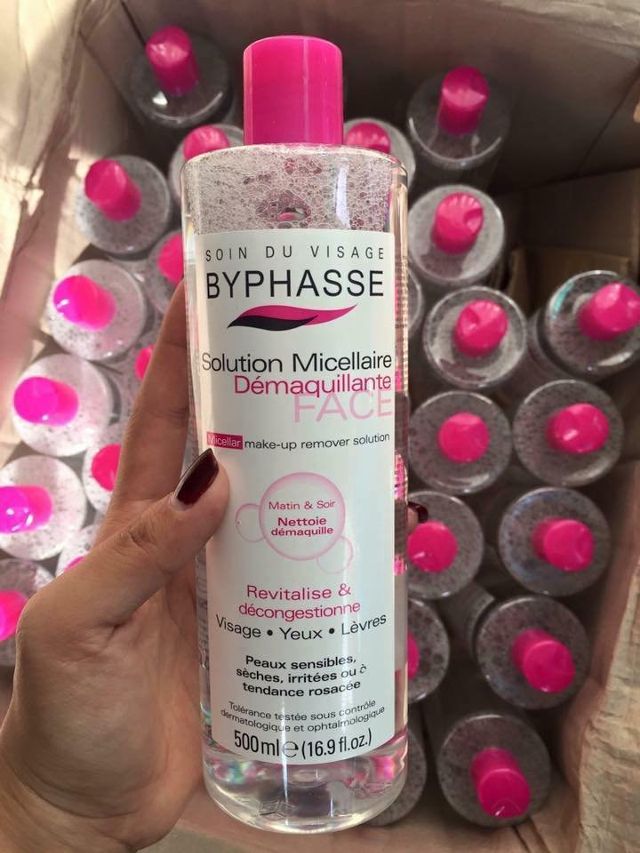 SOIN DU VISAGE
BYPHASSE
Solution Micellaire
Démaquillante
FACE
Micellar make-up remover solution
Matin & Soir
Nettoie
démaquille
Revitalise &
décongestionne
Visage • Yeux • Lèvres
Peaux sensibles,
sèches, irritées ou à
tendance rosacée
Tolérance testée sous contrôle
dermatologique et ophtalmologique
500ml e (16.9 fl.oz.)